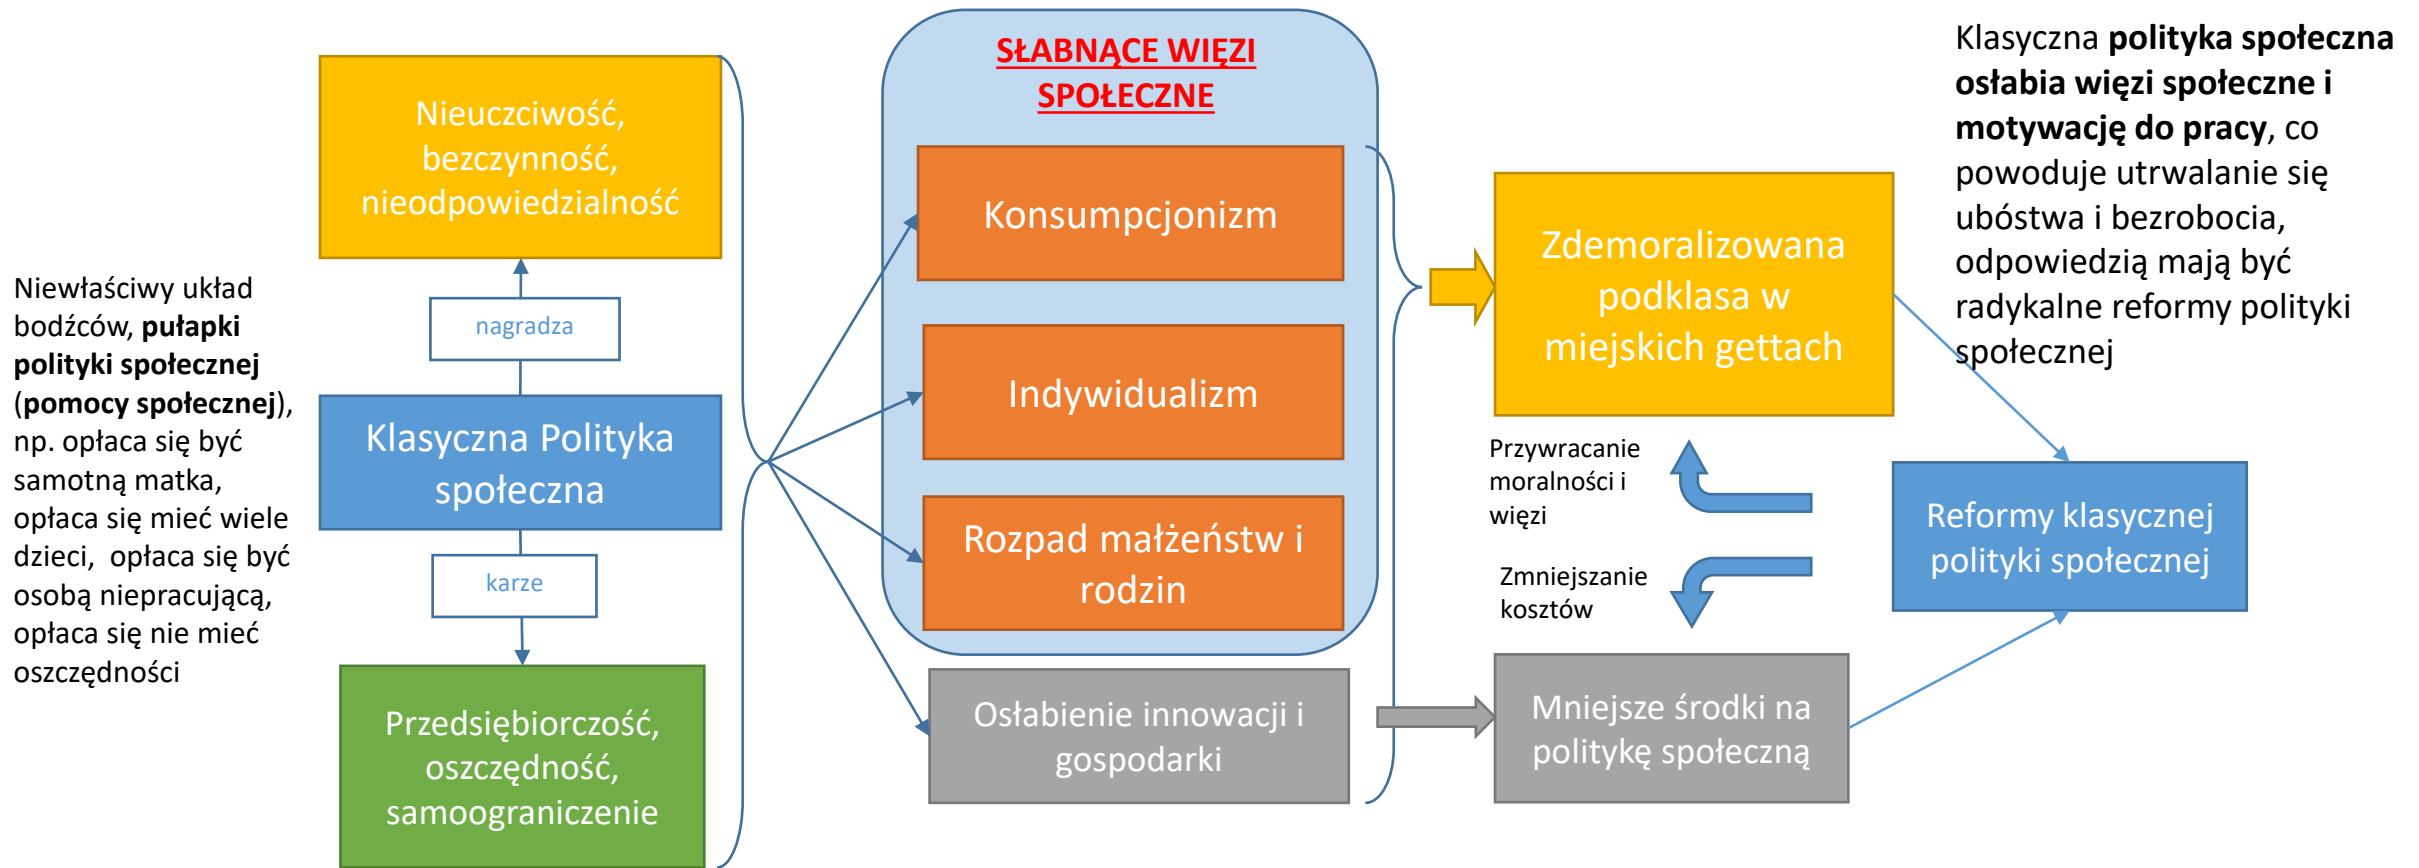 Niewłaściwy układ
bodźców, pułapki
polityki społecznej
(pomocy społecznej),
np. opłaca się być
samotną matka,
opłaca się mieć wiele
dzieci, opłaca się być
osobą niepracującą,
opłaca się nie mieć
oszczędności
Nieuczciwość,
bezczynność,
nieodpowiedzialność
nagradza
Klasyczna Polityka
społeczna
karze
Przedsiębiorczość,
oszczędność,
samoograniczenie
SŁABNĄCE WIĘZI
SPOŁECZNE
Konsumpcjonizm
Indywidualizm
Rozpad małżeństw i
rodzin
Osłabienie innowacji i
gospodarki
Zdemoralizowana
podklasa w
miejskich gettach
Przywracanie
moralności i
więzi
Zmniejszanie
kosztów
Mniejsze środki na
politykę społeczną
Klasyczna polityka społeczna
osłabia więzi społeczne i
motywację do pracy, co
powoduje utrwalanie się
ubóstwa i bezrobocia,
odpowiedzią mają być
radykalne reformy polityki
społecznej
Reformy klasycznej
polityki społecznej